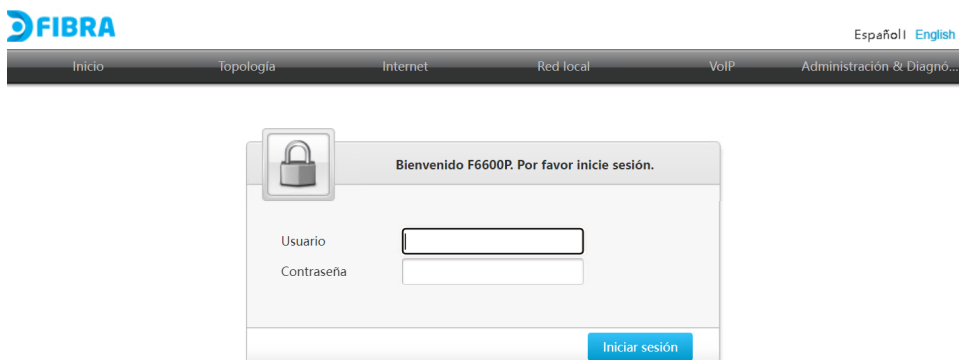 FIBRA
Español| English
Inicio Topología Internet Red local VoIP Administración & Diagnó...
Bienvenido F6600P. Por favor inicie sesión.
Usuario
Contraseña
Iniciar sesión